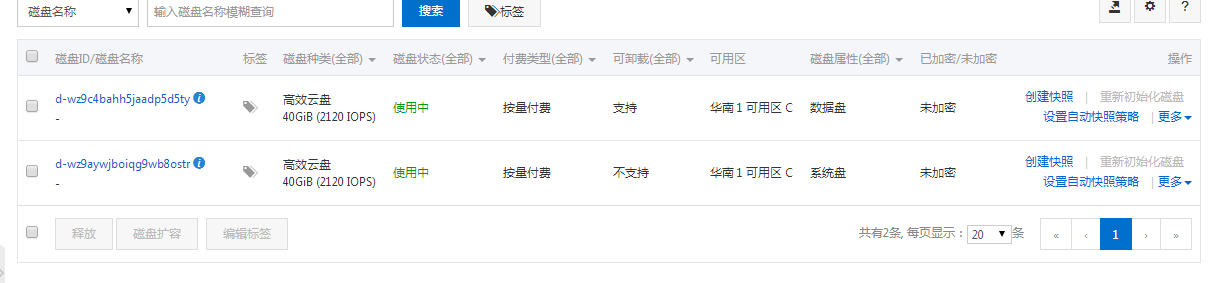 磁盘名称 输入磁盘名称模糊查询 搜索 标签 ?
磁盘ID/磁盘名称 标签 磁盘种类(全部) 磁盘状态(全部) 付费类型(全部) 可卸载(全部) 可用区 磁盘属性(全部) 已加密/未加密 操作
d-wz9c4bahh5jaadp5d5ty 高效云盘 使用中 按量付费 支持 华南 1 可用区 C 数据盘 未加密 创建快照 | 重新初始化磁盘
- 40GiB (2120 IOPS) 设置自动快照策略 | 更多
d-wz9aywjboiqg9wb8ostr 高效云盘 使用中 按量付费 不支持 华南 1 可用区 C 系统盘 未加密 创建快照 | 重新初始化磁盘
- 40GiB (2120 IOPS) 设置自动快照策略 | 更多
释放 磁盘扩容 编辑标签 共有2条, 每页显示：20 条 « ‹ 1 › »